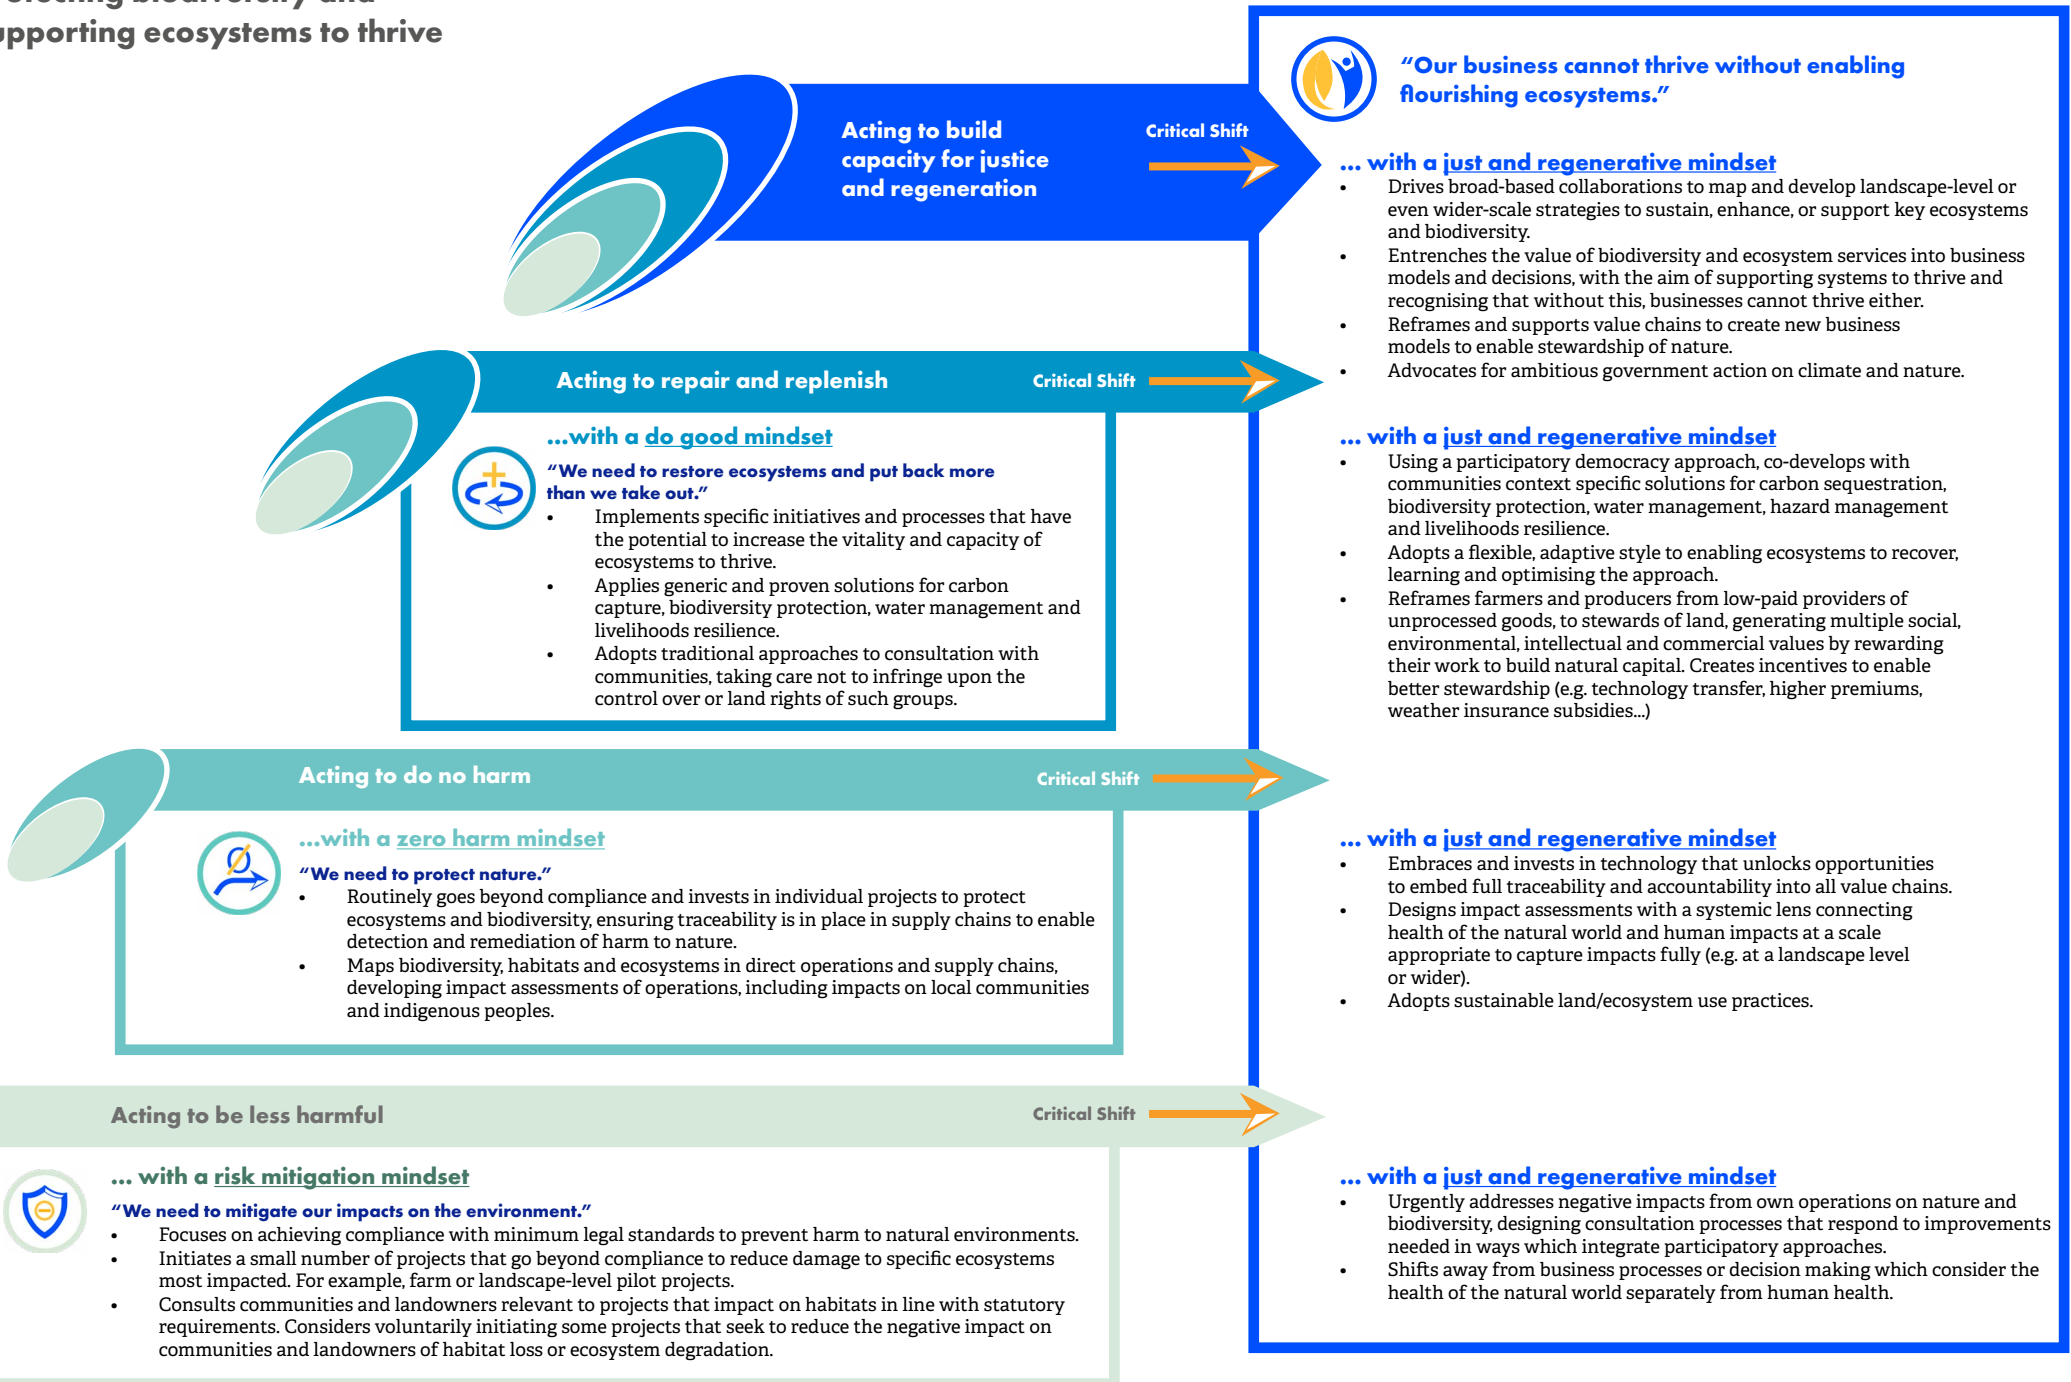 biodiversity and
ecosystems to thrive
"Our business cannot thrive without enabling
flourishing ecosystems."
Acting to build
capacity for justice
and regeneration
Critical Shift
... with a just and regenerative mindset
• Drives broad-based collaborations to map and develop landscape-level or
even wider-scale strategies to sustain, enhance, or support key ecosystems
and biodiversity.
• Entrenches the value of biodiversity and ecosystem services into business
models and decisions, with the aim of supporting systems to thrive and
recognising that without this, businesses cannot thrive either.
• Reframes and supports value chains to create new business
models to enable stewardship of nature.
• Advocates for ambitious government action on climate and nature.
Acting to repair and replenish
Critical Shift
...with a do good mindset
"We need to restore ecosystems and put back more
than we take out."
• Implements specific initiatives and processes that have
the potential to increase the vitality and capacity of
ecosystems to thrive.
• Applies generic and proven solutions for carbon
capture, biodiversity protection, water management and
livelihoods resilience.
• Adopts traditional approaches to consultation with
communities, taking care not to infringe upon the
control over or land rights of such groups.
... with a just and regenerative mindset
• Using a participatory democracy approach, co-develops with
communities context specific solutions for carbon sequestration,
biodiversity protection, water management, hazard management
and livelihoods resilience.
• Adopts a flexible, adaptive style to enabling ecosystems to recover,
learning and optimising the approach.
• Reframes farmers and producers from low-paid providers of
unprocessed goods, to stewards of land, generating multiple social,
environmental, intellectual and commercial values by rewarding
their work to build natural capital. Creates incentives to enable
better stewardship (e.g. technology transfer, higher premiums,
weather insurance subsidies...)
Acting to do no harm
Critical Shift
...with a zero harm mindset
"We need to protect nature."
• Routinely goes beyond compliance and invests in individual projects to protect
ecosystems and biodiversity, ensuring traceability is in place in supply chains to enable
detection and remediation of harm to nature.
• Maps biodiversity, habitats and ecosystems in direct operations and supply chains,
developing impact assessments of operations, including impacts on local communities
and indigenous peoples.
... with a just and regenerative mindset
• Embraces and invests in technology that unlocks opportunities
to embed full traceability and accountability into all value chains.
• Designs impact assessments with a systemic lens connecting
health of the natural world and human impacts at a scale
appropriate to capture impacts fully (e.g. at a landscape level
or wider).
• Adopts sustainable land/ecosystem use practices.
Acting to be less harmful
Critical Shift
... with a risk mitigation mindset
"We need to mitigate our impacts on the environment."
• Focuses on achieving compliance with minimum legal standards to prevent harm to natural environments.
• Initiates a small number of projects that go beyond compliance to reduce damage to specific ecosystems
most impacted. For example, farm or landscape-level pilot projects.
• Consults communities and landowners relevant to projects that impact on habitats in line with statutory
requirements. Considers voluntarily initiating some projects that seek to reduce the negative impact on
communities and landowners of habitat loss or ecosystem degradation.
... with a just and regenerative mindset
• Urgently addresses negative impacts from own operations on nature and
biodiversity, designing consultation processes that respond to improvements
needed in ways which integrate participatory approaches.
• Shifts away from business processes or decision making which consider the
health of the natural world separately from human health.